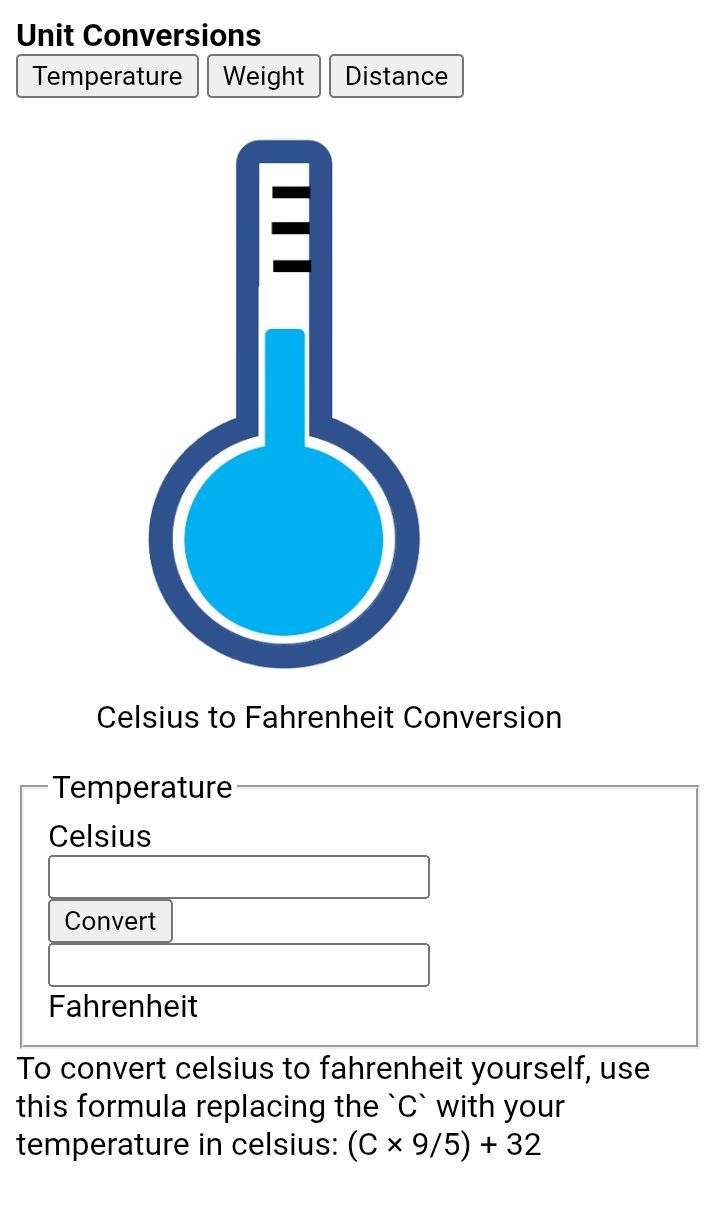 Unit Conversions
Temperature Weight Distance
Celsius to Fahrenheit Conversion
Temperature
Celsius
Convert
Fahrenheit
To convert celsius to fahrenheit yourself, use
this formula replacing the `C` with your
temperature in celsius: (C × 9/5) + 32